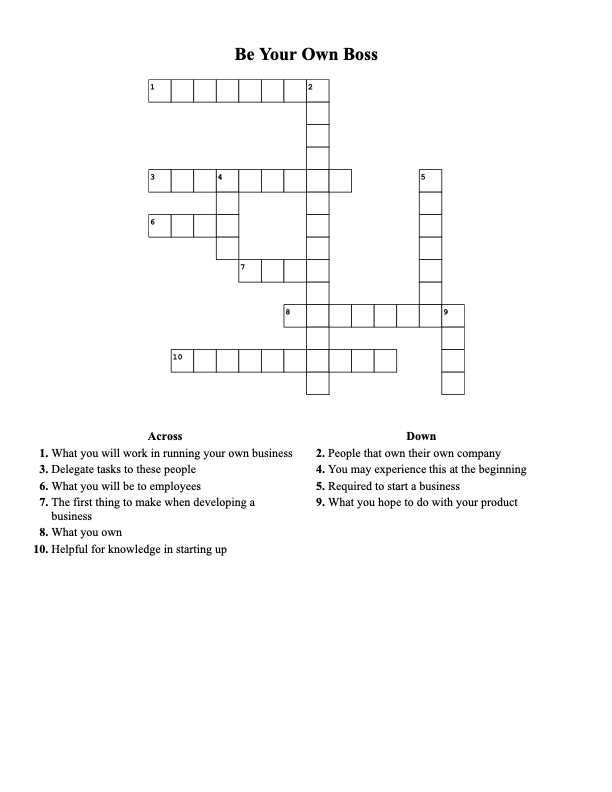 Be Your Own Boss
1 2
3 4 5
6
7
8 9
10
Across
1. What you will work in running your own business
3. Delegate tasks to these people
6. What you will be to employees
7. The first thing to make when developing a
business
8. What you own
10. Helpful for knowledge in starting up
Down
2. People that own their own company
4. You may experience this at the beginning
5. Required to start a business
9. What you hope to do with your product